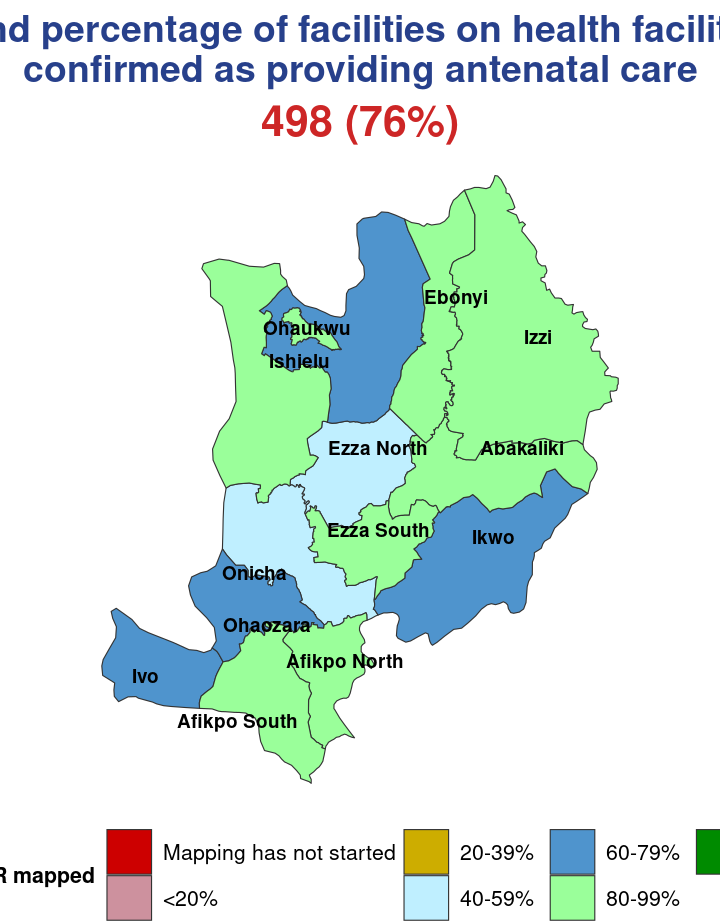 nd percentage of facilities on health facilit
confirmed as providing antenatal care
498 (76%)
Ebonyi
Ohaukwu
Izzi
Ishielu
Ezza North
Abakaliki
Ezza South
Ikwo
Onicha
Ohaozara
Afikpo North
Ivo
Afikpo South
R mapped
Mapping has not started
<20%
20-39%
40-59%
60-79%
80-99%